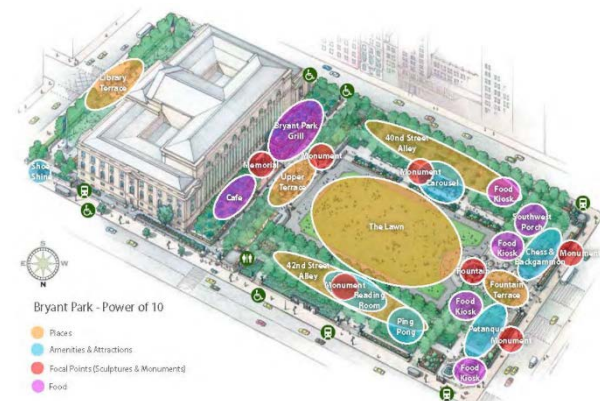 Library
Terrace
Bryant Park
Grill
40nd Street
Alley
Shoe
Shine
Memorial
Monument
Monument
Carousel
Cafe
Upper
Terrace
Food
Kiosk
Southwest
Porch
The Lawn
Food
Kiosk
Chess &
Backgammon
Monument
42nd Street
Alley
Fountain
Monument
Reading
Room
Fountain
Terrace
Food
Kiosk
Ping
Pong
Petanque
Monument
Food
Kiosk
N
E
S
W
Bryant Park - Power of 10
Places
Amenities & Attractions
Focal Points (Sculptures & Monuments)
Food